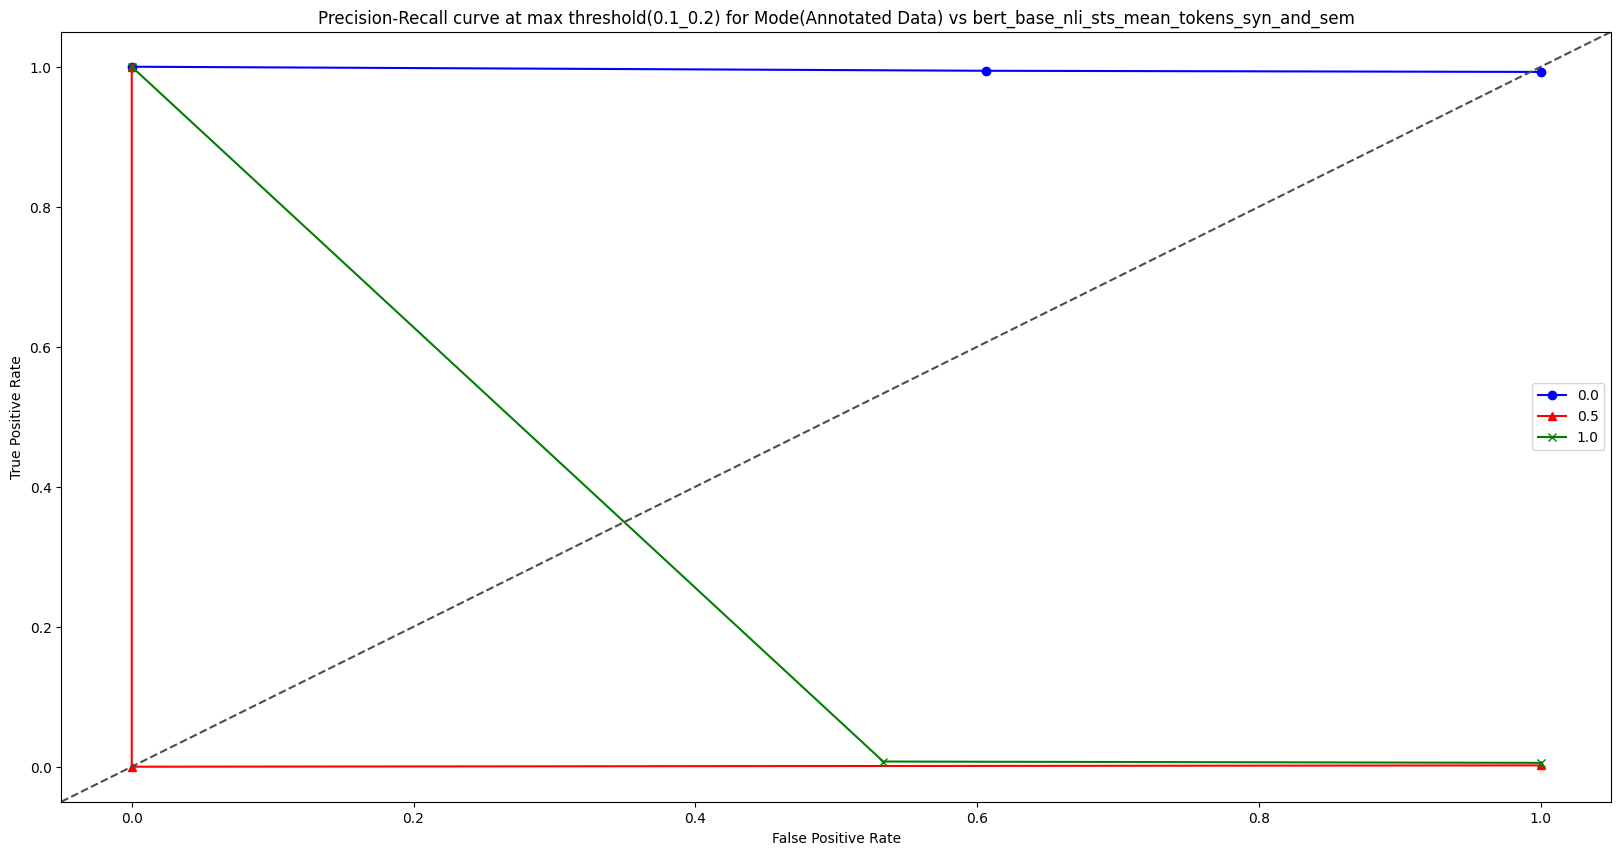 Precision-Recall curve at max threshold(0.1_0.2) for Mode(Annotated Data) vs bert_base_nli_sts_mean_tokens_syn_and_sem
1.0
0.8
0.6
0.4
0.2
0.0
True Positive Rate
0.0
0.5
1.0
0.0 0.2 0.4 0.6 0.8 1.0
False Positive Rate